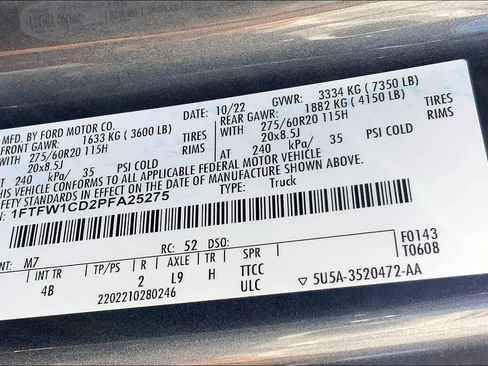 MFD. BY FORD MOTOR CO. 10/22 GVWR: 3334 KG ( 7350 LB)
FRONT GAWR: 1633 KG ( 3600 LB) REAR GAWR: 1882 KG ( 4150 LB)
WITH 275/60R20 115H TIRES WITH 275/60R20 115H TIRES
20x8.5J RIMS 20x8.5J RIMS
AT 240 kPa/ 35 PSI COLD AT 240 kPa/ 35 PSI COLD
THIS VEHICLE CONFORMS TO ALL APPLICABLE FEDERAL MOTOR VEHICLE
SAFETY STANDARDS IN EFFECT ON THE DATE OF MANUFACTURE SHOWN ABOVE.
1FTFW1CD2PFA25275 TYPE: Truck
F0143
T0608
NT: M7 RC: 52
INT TR TP/PS R AXLE TR SPR
4B 2 L9 H TTCC
2202210280246 ULC ▽ 5U5A-3520472-AA